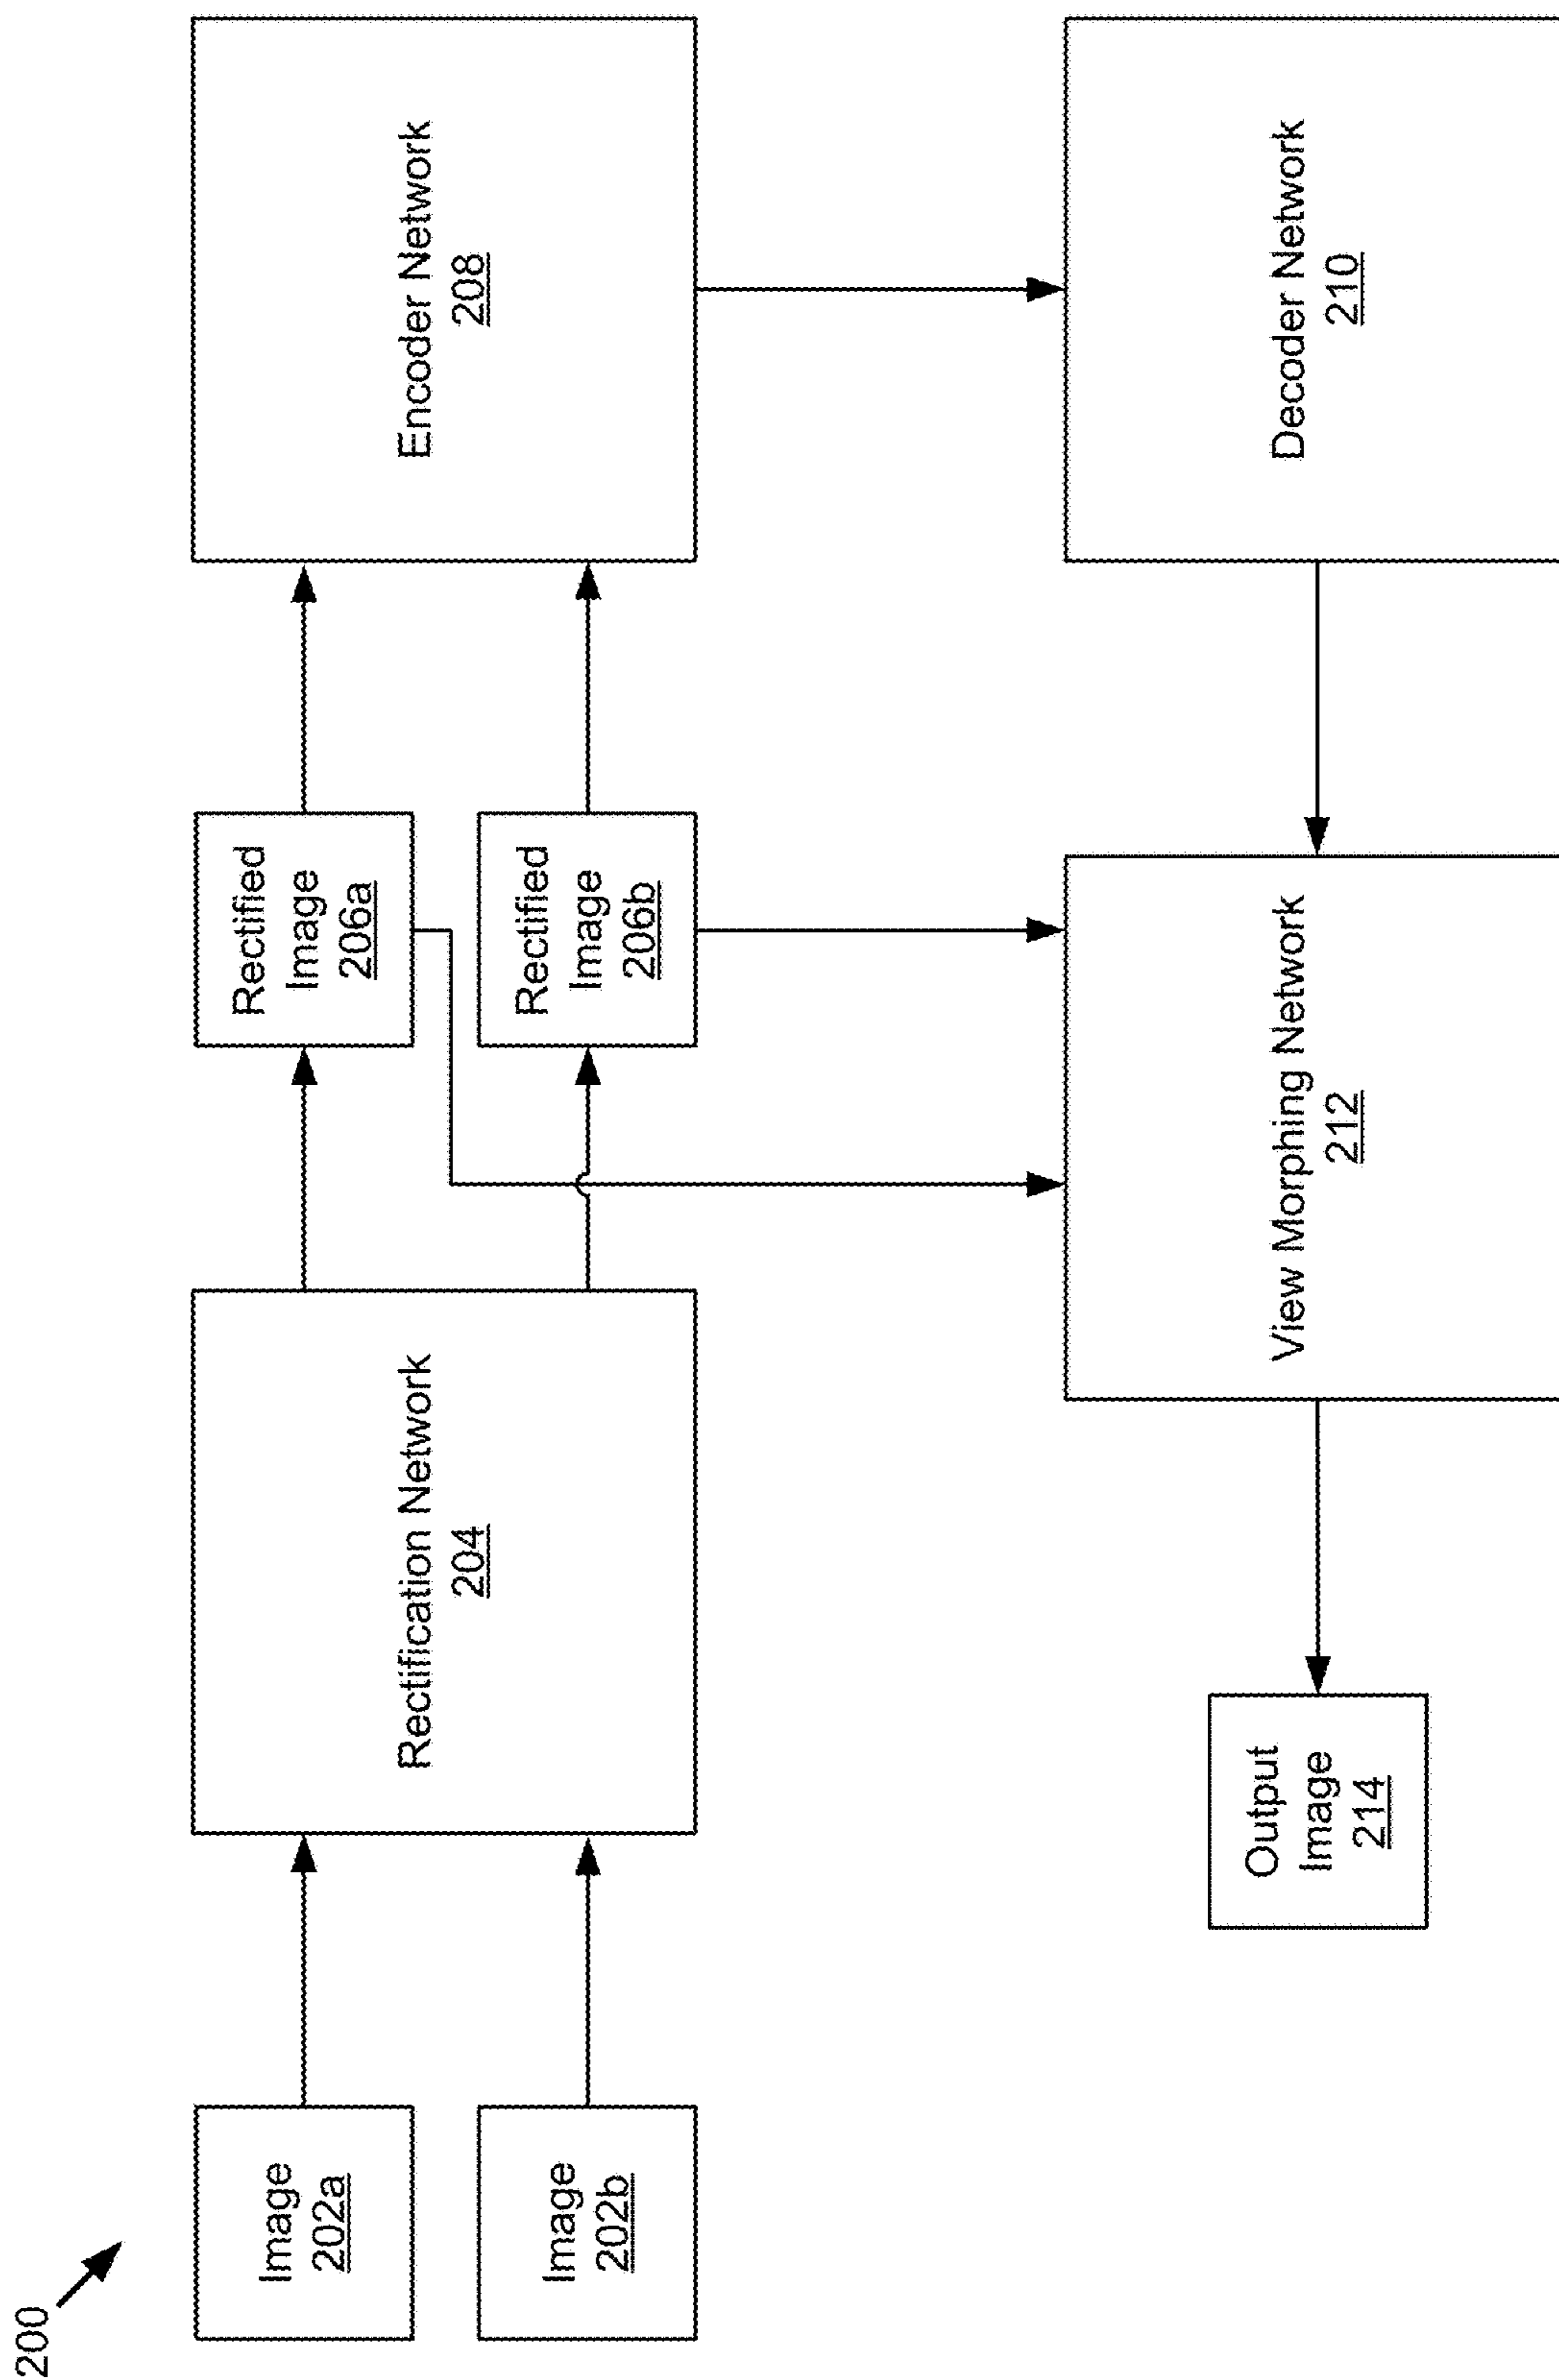 200
Image
202a
Image
202b
Rectification Network
204
Rectified
Image
206a
Rectified
Image
206b
Encoder Network
208
Output
Image
214
View Morphing Network
212
Decoder Network
210